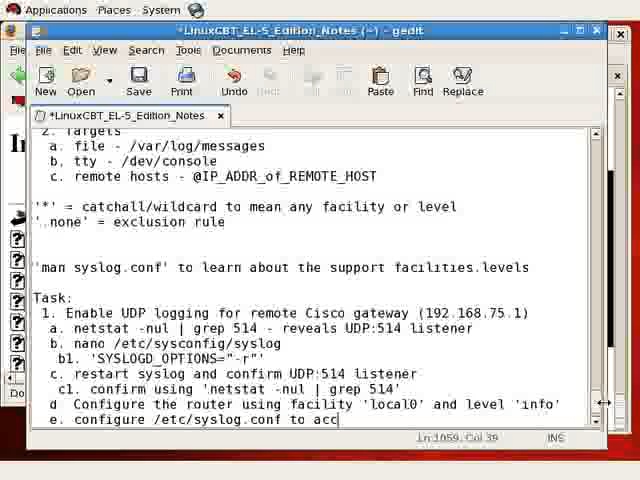 Applications Places System
*LinuxCBT_EL-5_Edition_Notes (~) - gedit
File Edit View Search Tools Documents Help
New Open Save Print Undo Paste Find Replace
*LinuxCBT_EL-5_Edition_Notes
2. Targets
a. file - /var/log/messages
b. tty - /dev/console
c. remote hosts - @IP_ADDR_of_REMOTE_HOST
'*' = catchall/wildcard to mean any facility or level
'.none' = exclusion rule
'man syslog.conf' to learn about the support facilities.levels
Task:
1. Enable UDP logging for remote Cisco gateway (192.168.75.1)
a. netstat -nul | grep 514 - reveals UDP:514 listener
b. nano /etc/sysconfig/syslog
b1. 'SYSLOGD_OPTIONS="-r"'
c. restart syslog and confirm UDP:514 listener
c1. confirm using 'netstat -nul | grep 514'
d  Configure the router using facility 'local0' and level 'info'
e. configure /etc/syslog.conf to acc
Ln 1059, Col 39 INS